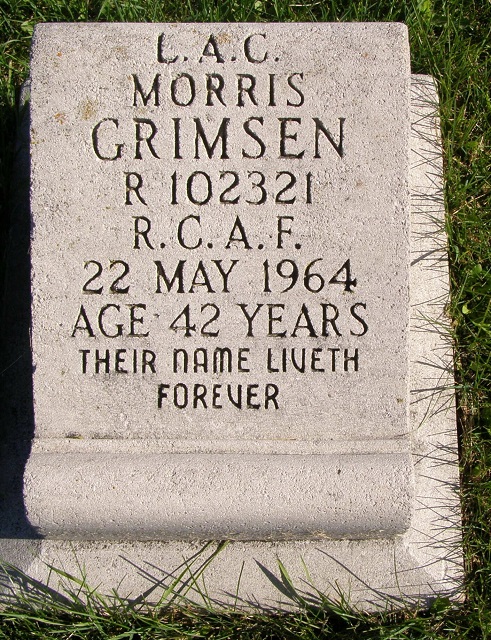 L.A.C.
MORRIS
GRIMSEN
R 102321
R.C.A.F.
22 MAY 1964
AGE 42 YEARS
THEIR NAME LIVETH
FOREVER